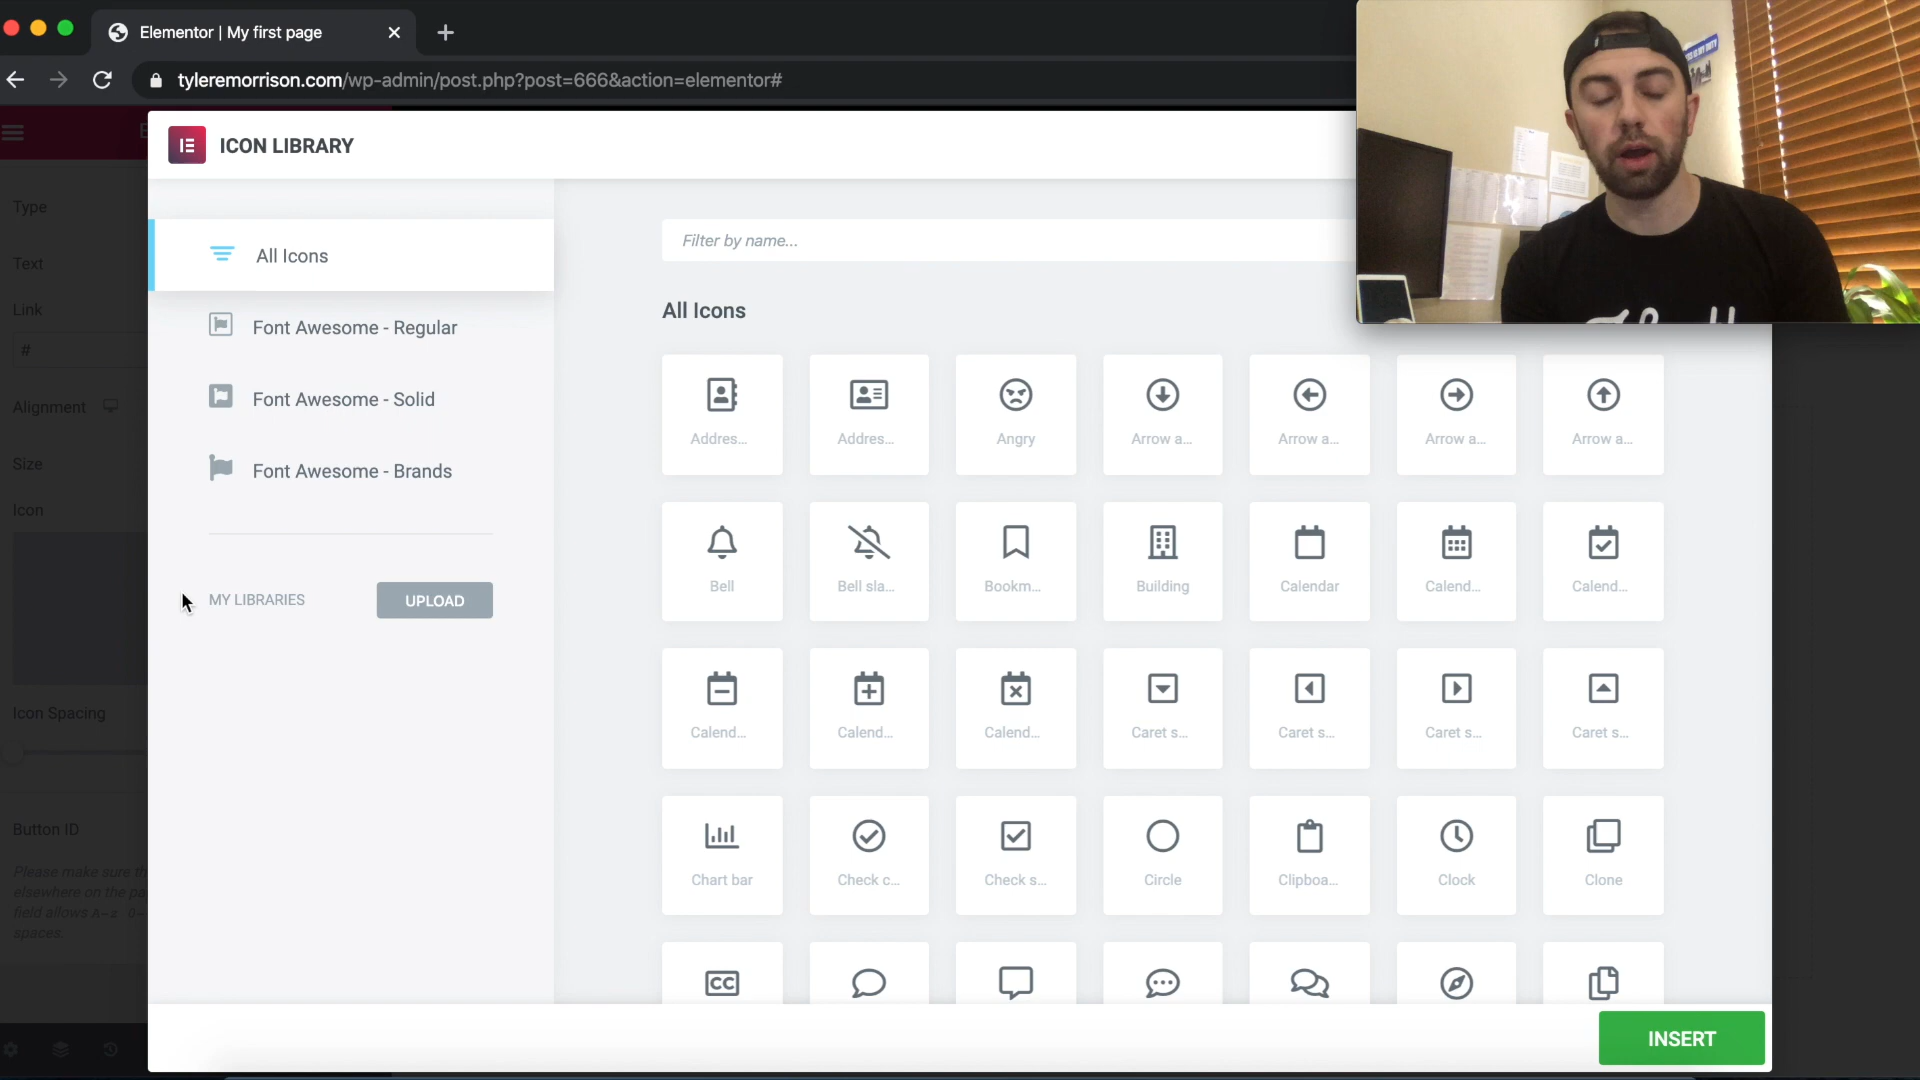 Elementor | My first page
tyleremorrison.com/wp-admin/post.php?post=666&action=elementor#
ICON LIBRARY
All Icons
Font Awesome - Regular
Font Awesome - Solid
Font Awesome - Brands
MY LIBRARIES
UPLOAD
Filter by name...
All Icons
Addres...
Addres...
Angry
Arrow a...
Arrow a...
Arrow a...
Arrow a...
Bell
Bell sla...
Bookm...
Building
Calendar
Calend...
Calend...
Calend...
Calend...
Calend...
Caret s...
Caret s...
Caret s...
Caret s...
Chart bar
Check c...
Check s...
Circle
Clipboa...
Clock
Clone
CC
INSERT
Type
Text
Link
#
Alignment
Size
Icon
Icon Spacing
Button ID
Please make sure th
elsewhere on the pa
field allows A-z 0-
spaces.